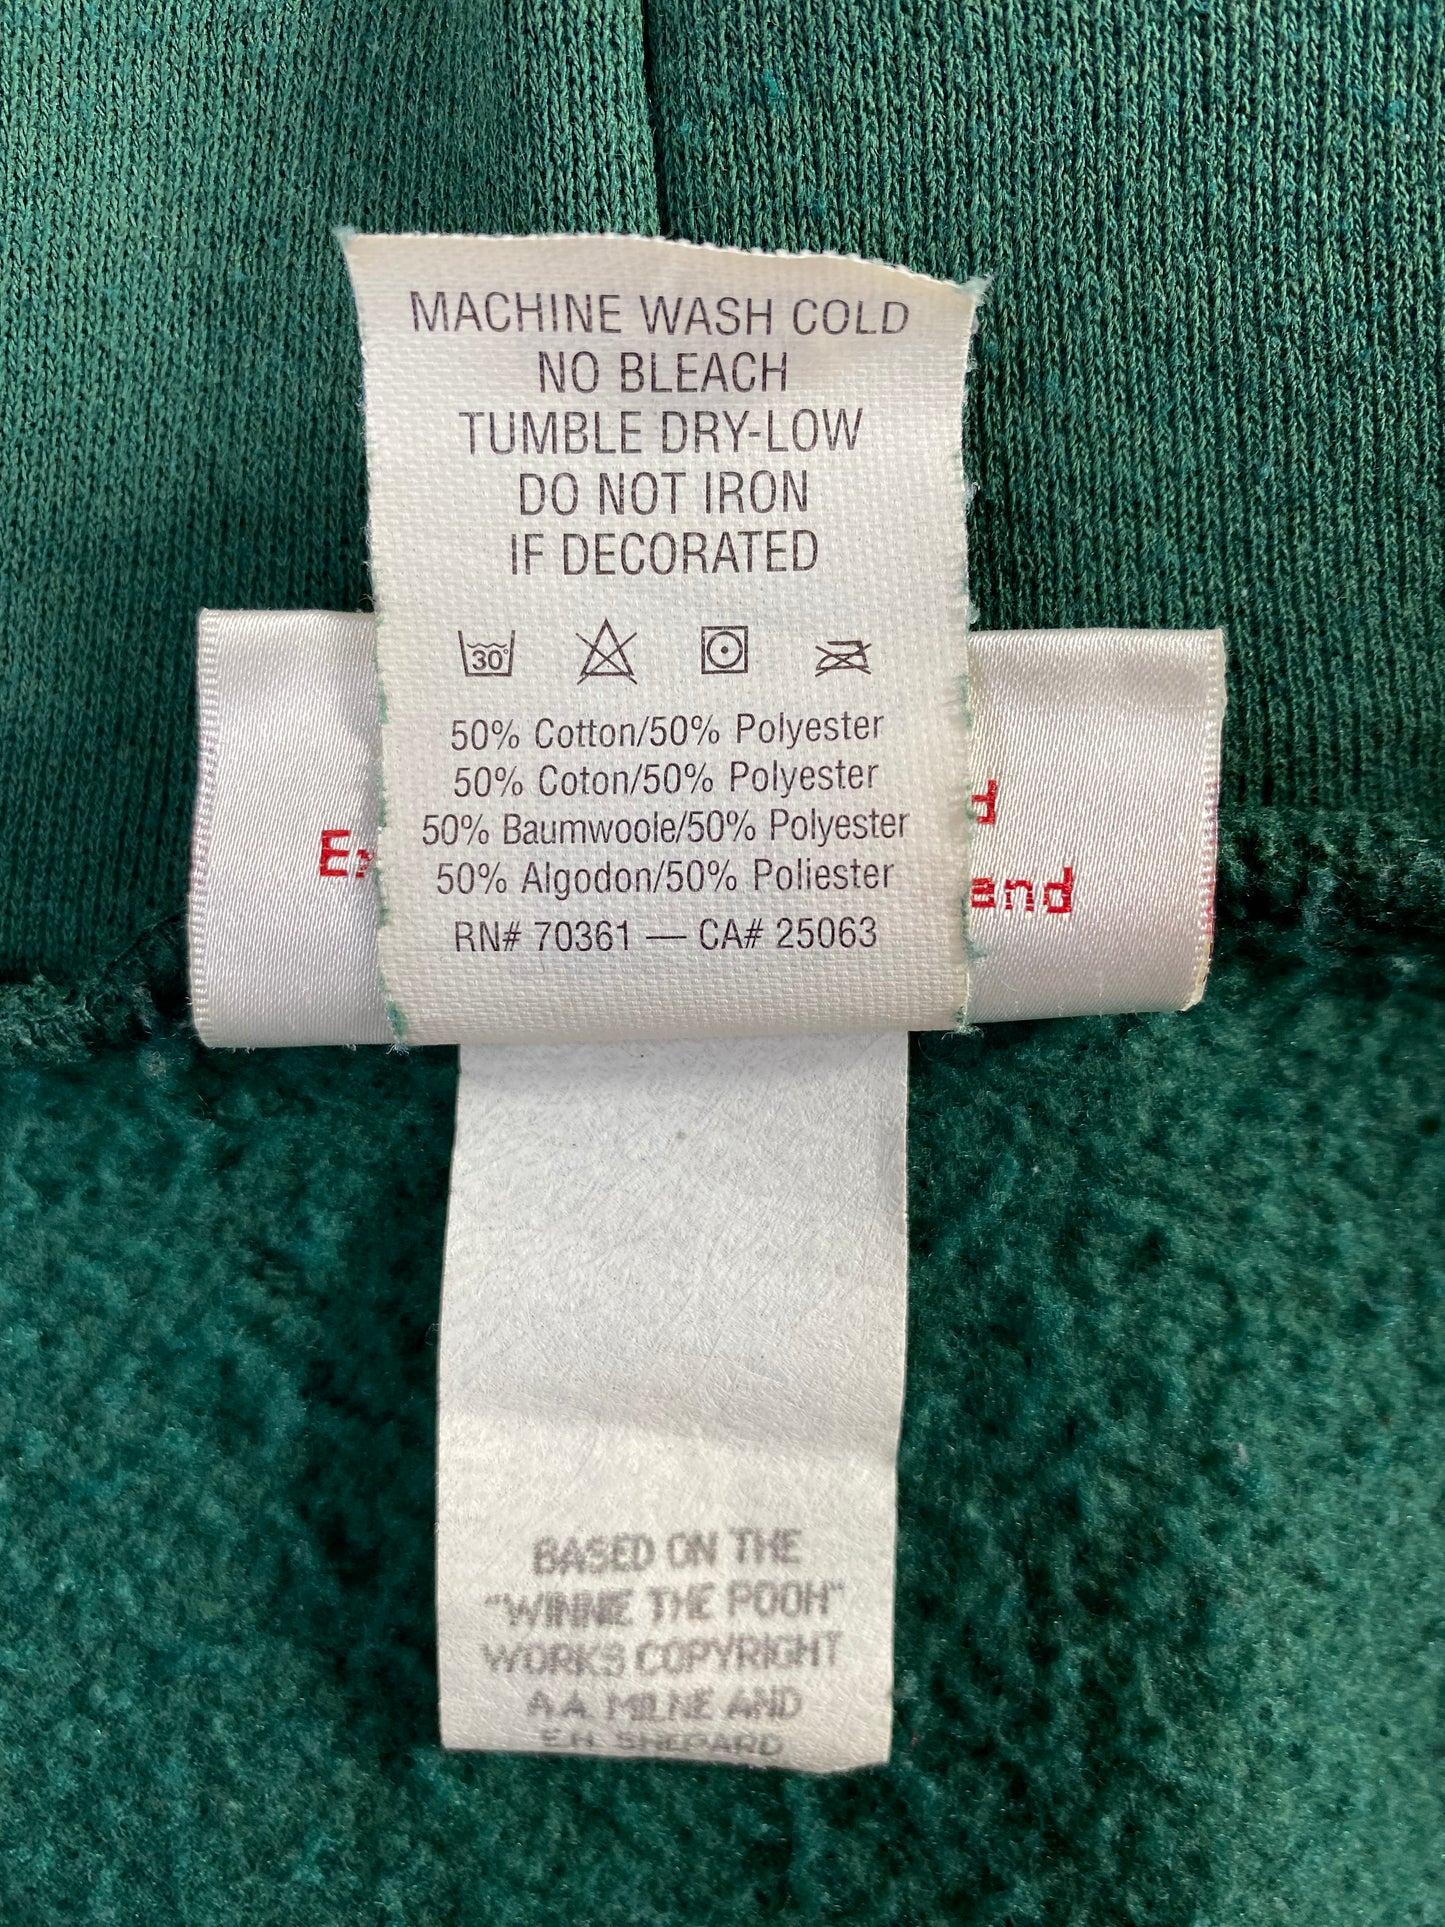 MACHINE WASH COLD
NO BLEACH
TUMBLE DRY-LOW
DO NOT IRON
IF DECORATED
30°
50% Cotton/50% Polyester
50% Coton/50% Polyester
50% Baumwoole/50% Polyester
50% Algodon/50% Poliester
RN# 70361 — CA# 25063
BASED ON THE
"WINNIE THE POOH"
WORKS COPYRIGHT
A.A. MILNE AND
E.H. SHEPARD